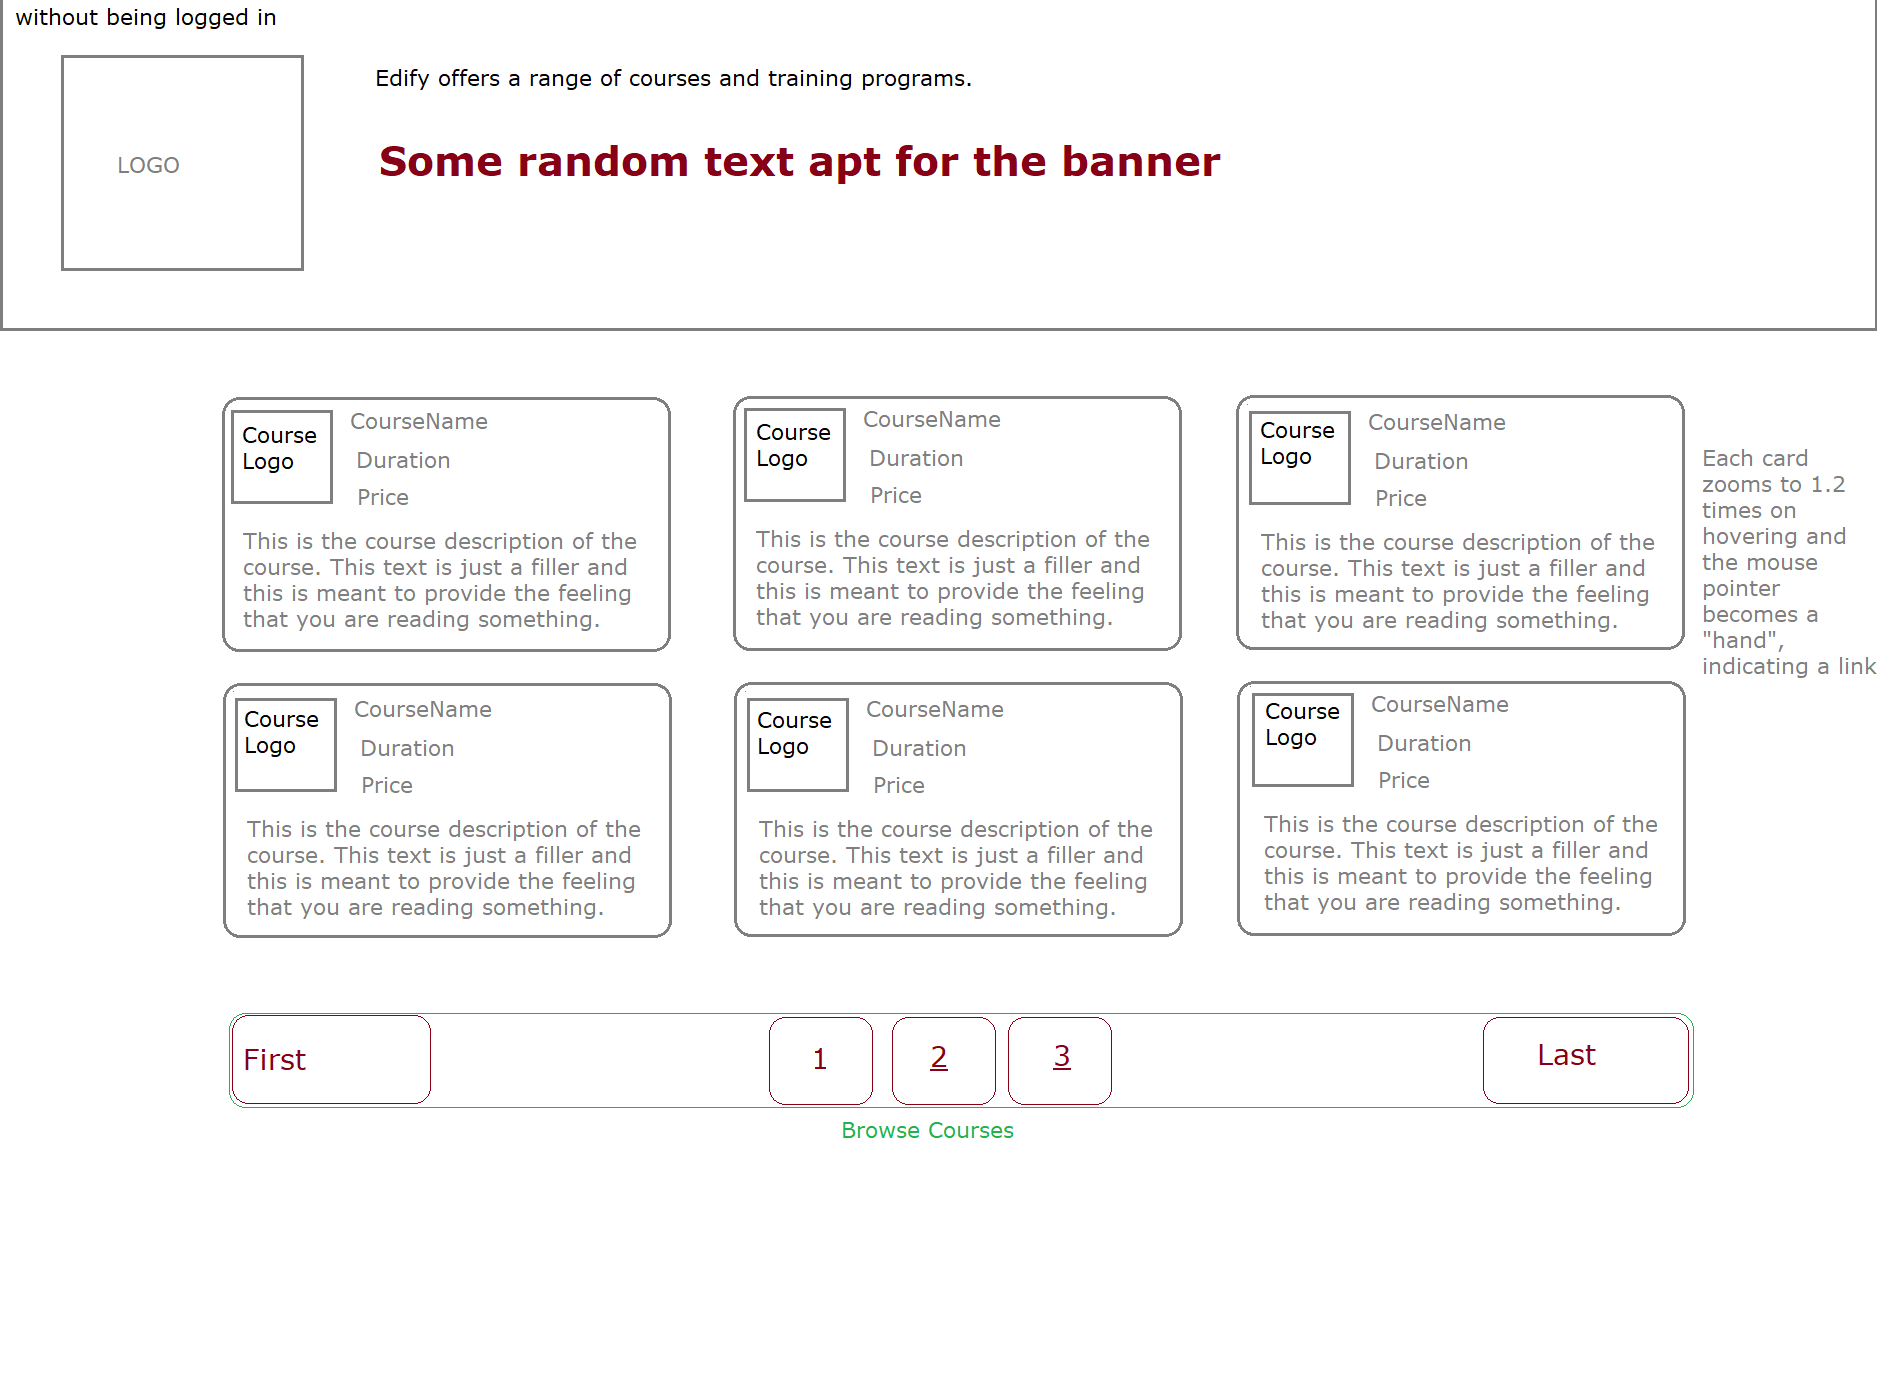 without being logged in
Edify offers a range of courses and training programs.
LOGO
Some random text apt for the banner
Course
Logo
CourseName
Duration
Price
This is the course description of the
course. This text is just a filler and
this is meant to provide the feeling
that you are reading something.
Course
Logo
CourseName
Duration
Price
This is the course description of the
course. This text is just a filler and
this is meant to provide the feeling
that you are reading something.
Course
Logo
CourseName
Duration
Price
This is the course description of the
course. This text is just a filler and
this is meant to provide the feeling
that you are reading something.
Each card
zooms to 1.2
times on
hovering and
the mouse
pointer
becomes a
"hand",
indicating a link
Course
Logo
CourseName
Duration
Price
This is the course description of the
course. This text is just a filler and
this is meant to provide the feeling
that you are reading something.
Course
Logo
CourseName
Duration
Price
This is the course description of the
course. This text is just a filler and
this is meant to provide the feeling
that you are reading something.
Course
Logo
CourseName
Duration
Price
This is the course description of the
course. This text is just a filler and
this is meant to provide the feeling
that you are reading something.
First
1
2
3
Last
Browse Courses